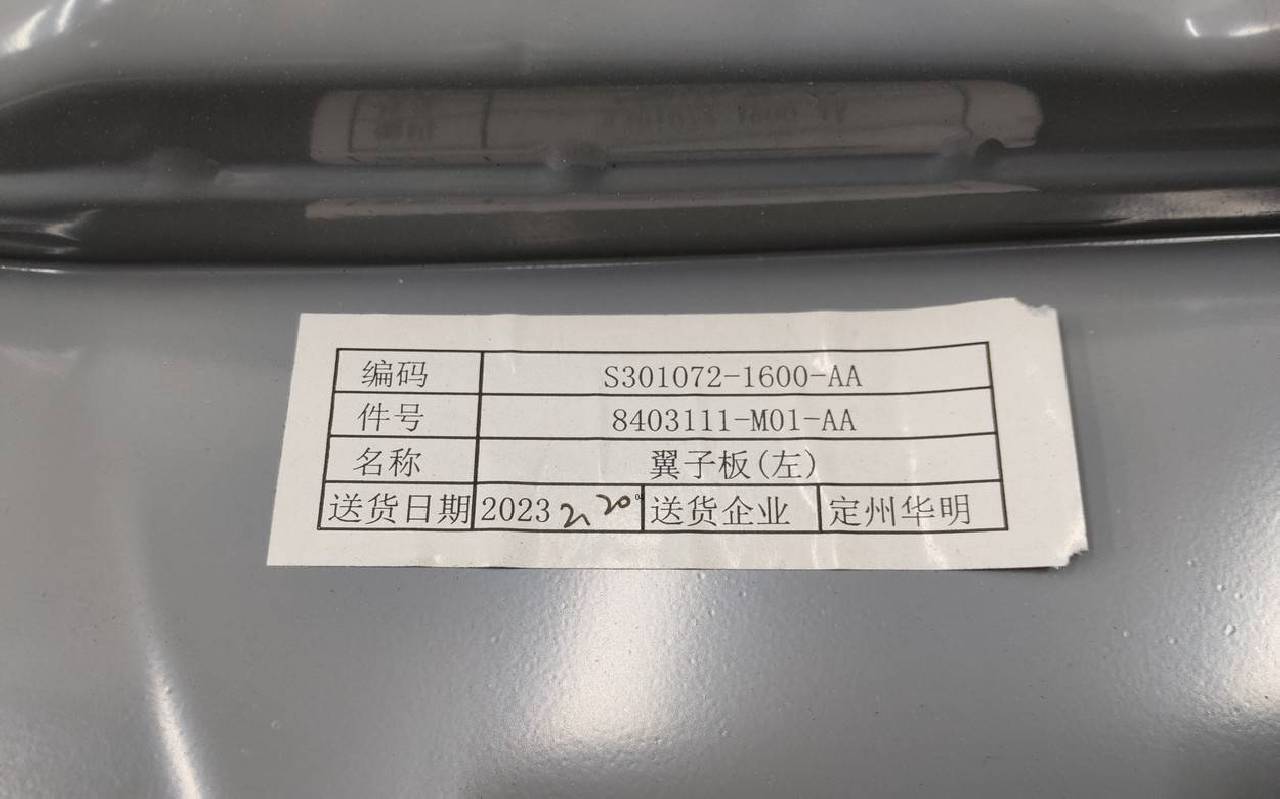 编码 S301072-1600-AA
件号 8403111-M01-AA
名称 翼子板(左)
送货日期 2023 2 20 送货企业 定州华明